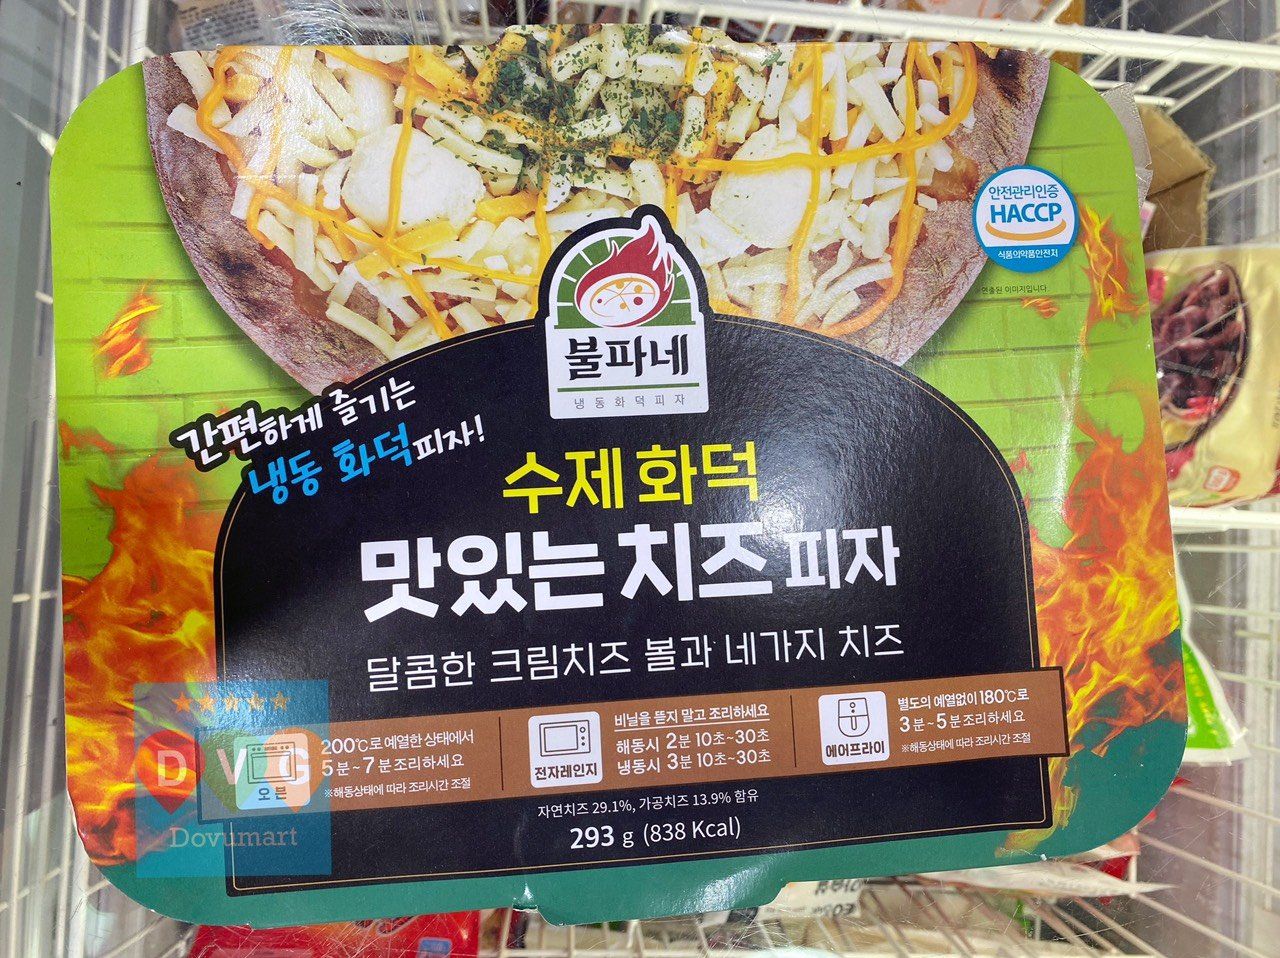 안전관리인증
HACCP
식품의약품안전처
연출된 이미지입니다.
불파네
냉동화덕피자
간편하게 즐기는
냉동 화덕피자!
수제 화덕
맛있는 치즈 피자
달콤한 크림치즈 볼과 네가지 치즈
오븐
200℃로 예열한 상태에서
5분~7분 조리하세요
※해동상태에 따라 조리시간 조절
전자레인지
비닐을 뜯지 말고 조리하세요
해동시 2분 10초~30초
냉동시 3분 10초~30초
에어프라이
별도의 예열없이 180℃로
3분~5분 조리하세요
※해동상태에 따라 조리시간 조절
자연치즈 29.1%, 가공치즈 13.9% 함유
293 g (838 Kcal)
DVG
Dovumart